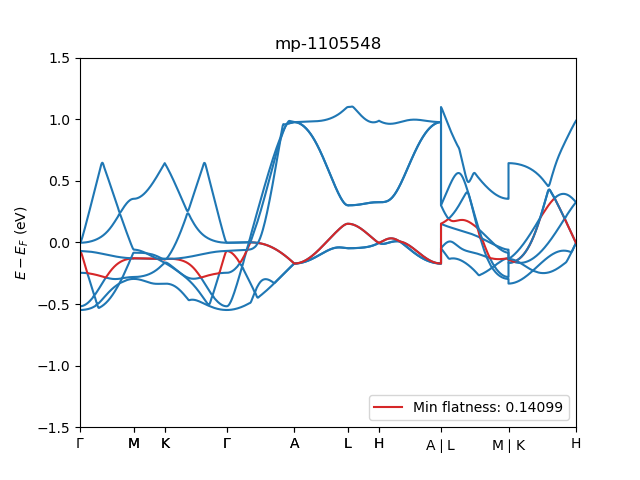 mp-1105548
1.5
1.0
0.5
0.0
−0.5
−1.0
−1.5
E − E_F (eV)
Min flatness: 0.14099
Γ M K Γ A L H A | L M | K H